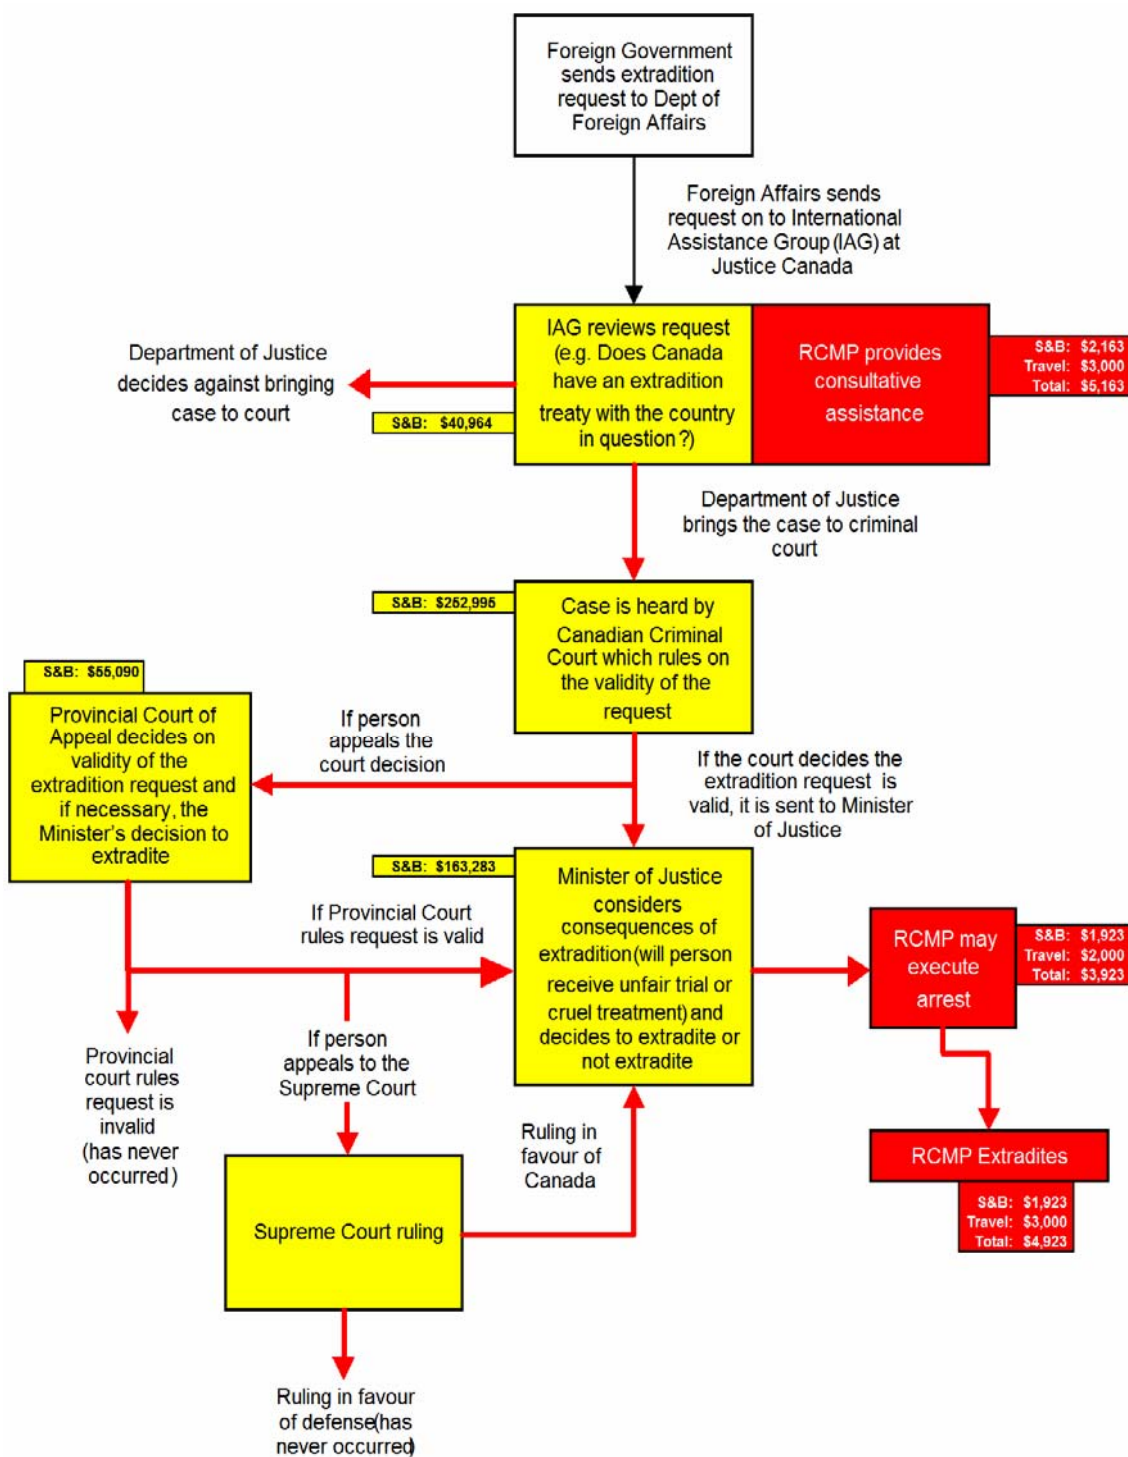 Foreign Government
sends extradition
request to Dept of
Foreign Affairs
Foreign Affairs sends
request on to International
Assistance Group (IAG) at
Justice Canada
Department of Justice
decides against bringing
case to court
S&B: $40,964
IAG reviews request
(e.g. Does Canada
have an extradition
treaty with the country
in question?)
RCMP provides
consultative
assistance
S&B: $2,163
Travel: $3,000
Total: $5,163
Department of Justice
brings the case to criminal
court
S&B: $252,995
Case is heard by
Canadian Criminal
Court which rules on
the validity of the
request
S&B: $55,090
Provincial Court of
Appeal decides on
validity of the
extradition request and
if necessary, the
Minister's decision to
extradite
If person
appeals the
court decision
If the court decides the
extradition request is
valid, it is sent to Minister
of Justice
S&B: $163,283
Minister of Justice
considers
consequences of
extradition(will person
receive unfair trial or
cruel treatment) and
decides to extradite or
not extradite
If Provincial Court
rules request is valid
RCMP may
execute
arrest
S&B: $1,923
Travel: $2,000
Total: $3,923
If person
appeals to the
Supreme Court
Provincial
court rules
request is
invalid
(has never
occurred)
Ruling in
favour of
Canada
RCMP Extradites
S&B: $1,923
Travel: $3,000
Total: $4,923
Supreme Court ruling
Ruling in favour
of defense(has
never occurred)